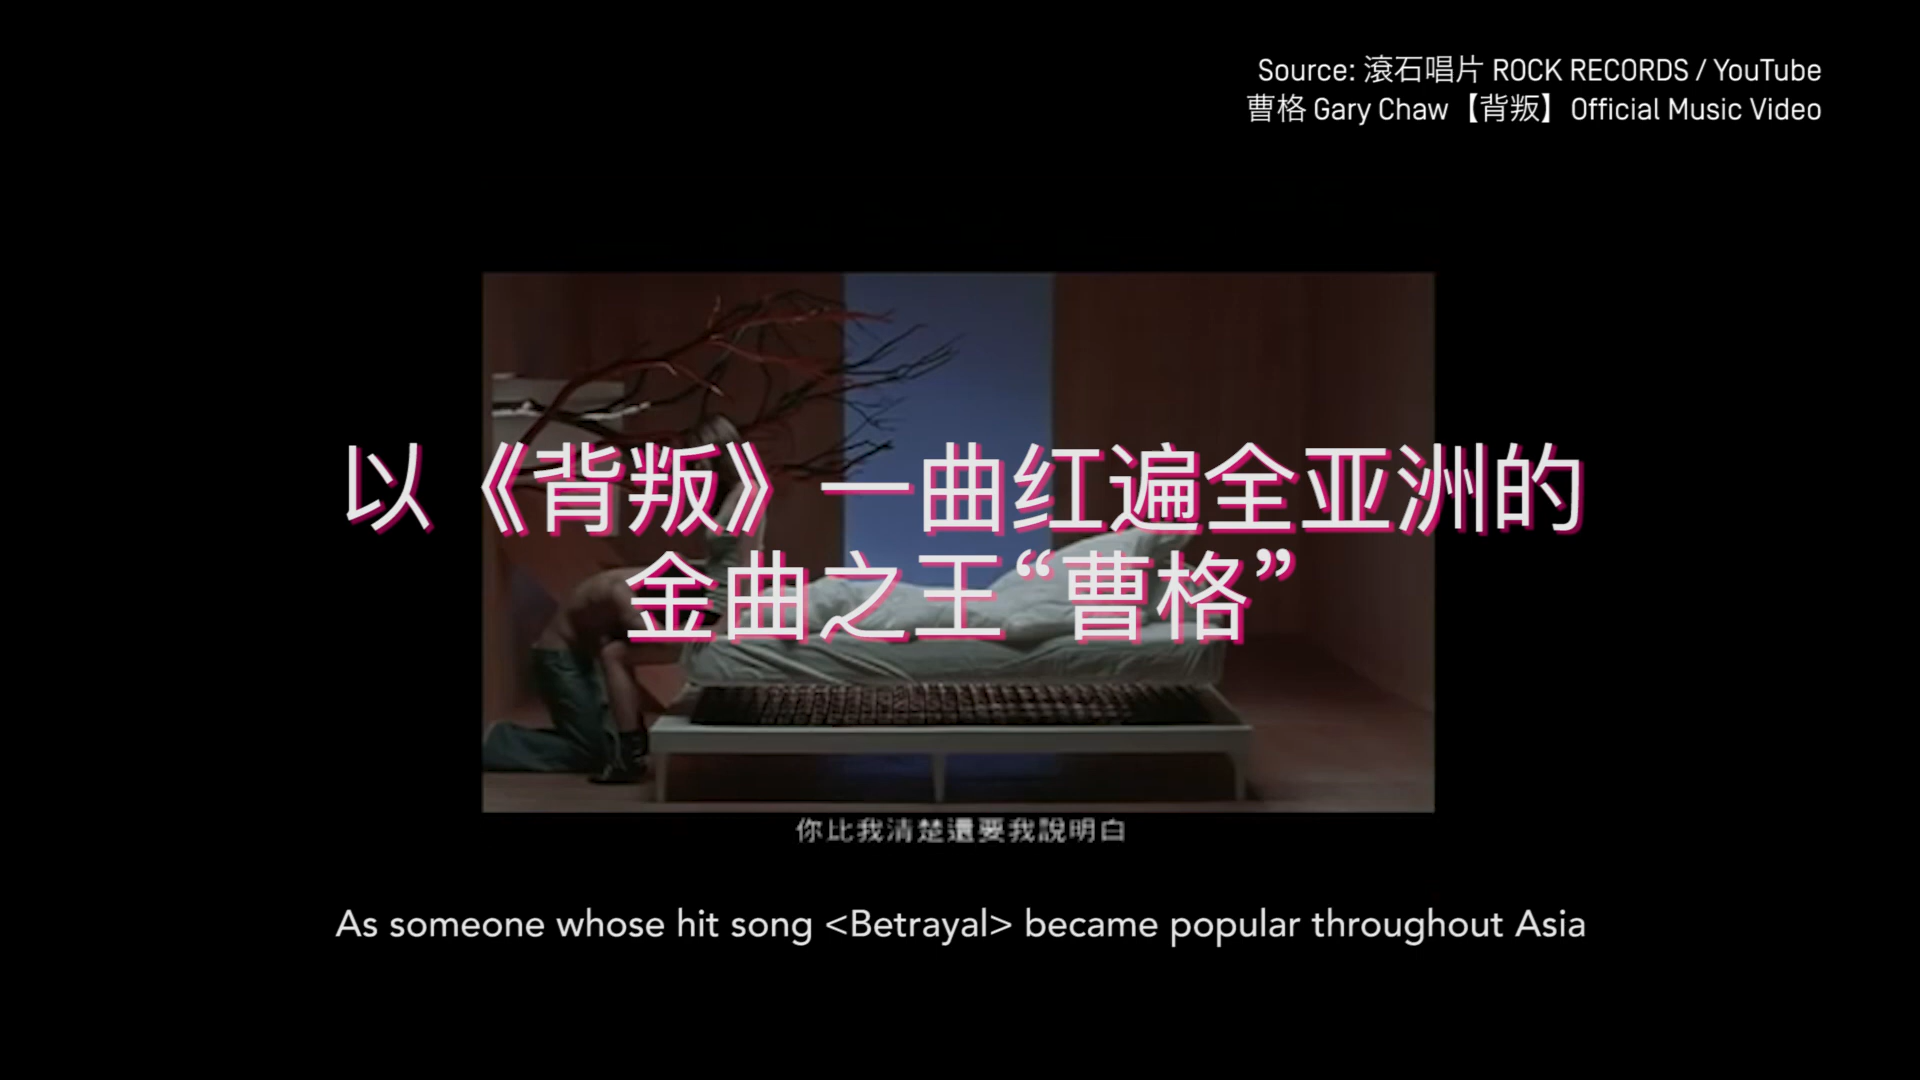 Source: 滾石唱片 ROCK RECORDS / YouTube
曹格 Gary Chaw【背叛】Official Music Video
以《背叛》一曲红遍全亚洲的
金曲之王“曹格”
你比我清楚還要我說明白
As someone whose hit song <Betrayal> became popular throughout Asia